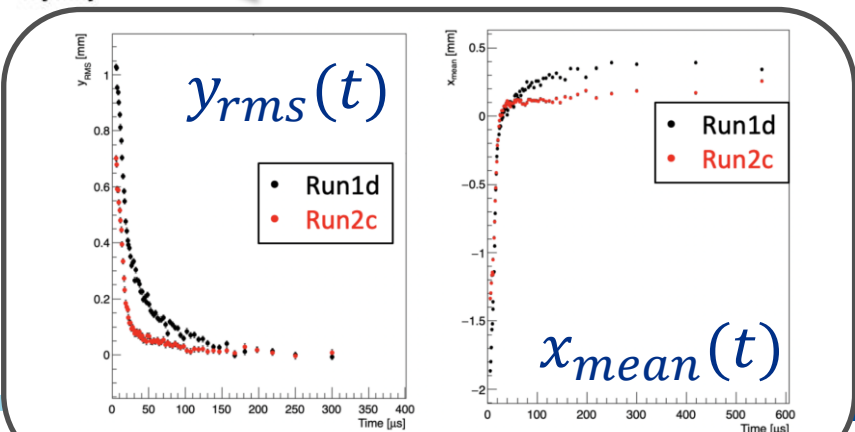 y_RMS [mm]
y_rms(t)
Run1d
Run2c
1
0.8
0.6
0.4
0.2
0
0 50 100 150 200 250 300 350 400
Time [μs]
x_mean [mm]
0.5
0
−0.5
−1
−1.5
−2
Run1d
Run2c
x_mean(t)
0 100 200 300 400 500 600
Time [μs]